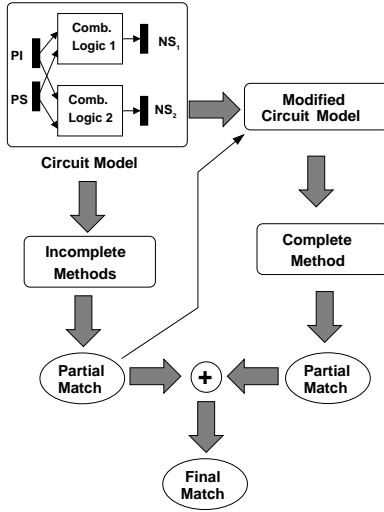 Comb.
Logic 1
NS1
PI
PS
Comb.
Logic 2
NS2
Modified
Circuit Model
Circuit Model
Incomplete
Methods
Complete
Method
Partial
Match
+
Partial
Match
Final
Match